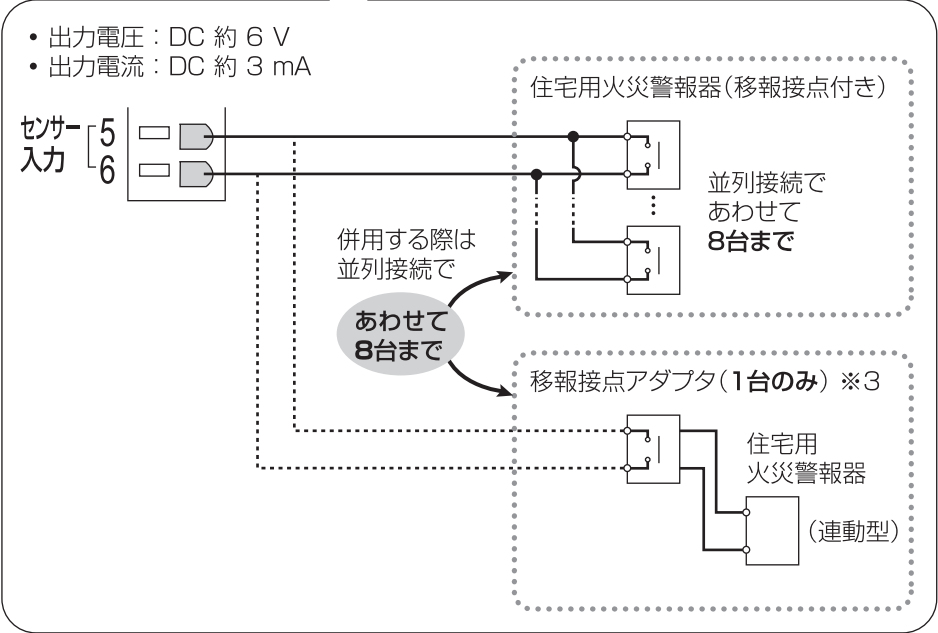 • 出力電圧：DC 約 6 V
• 出力電流：DC 約 3 mA
センサー
入力
5
6
住宅用火災警報器（移報接点付き）
並列接続で
あわせて
8台まで
併用する際は
並列接続で
あわせて
8台まで
移報接点アダプタ（1台のみ）※3
住宅用
火災警報器
（連動型）